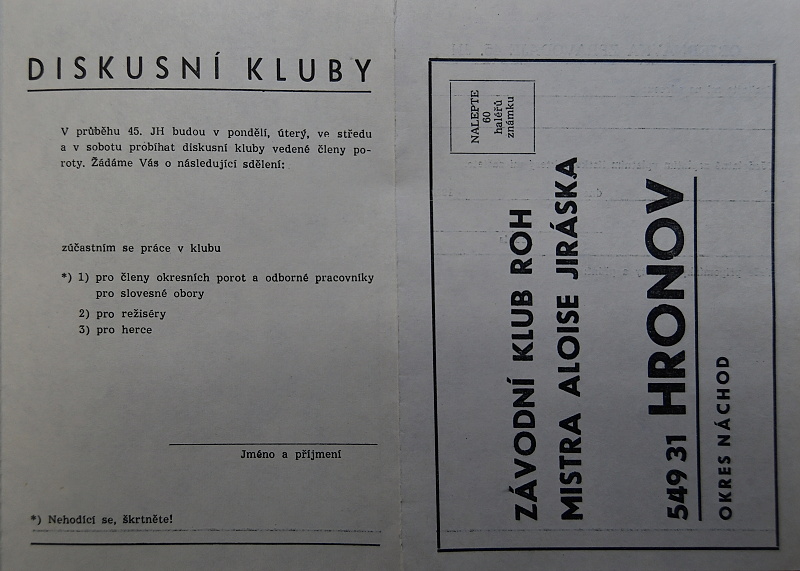 DISKUSNÍ KLUBY
V průběhu 45. JH budou v pondělí, úterý, ve středu
a v sobotu probíhat diskusní kluby vedené členy po-
roty. Žádáme Vás o následující sdělení:
zúčastním se práce v klubu
*) 1) pro členy okresních porot a odborné pracovníky
pro slovesné obory
2) pro režiséry
3) pro herce
Jméno a příjmení
*) Nehodící se, škrtněte!
NALEPTE
60
haléřů
známku
ZÁVODNÍ KLUB ROH
MISTRA ALOISE JIRÁSKA
549 31 HRONOV
OKRES NÁCHOD